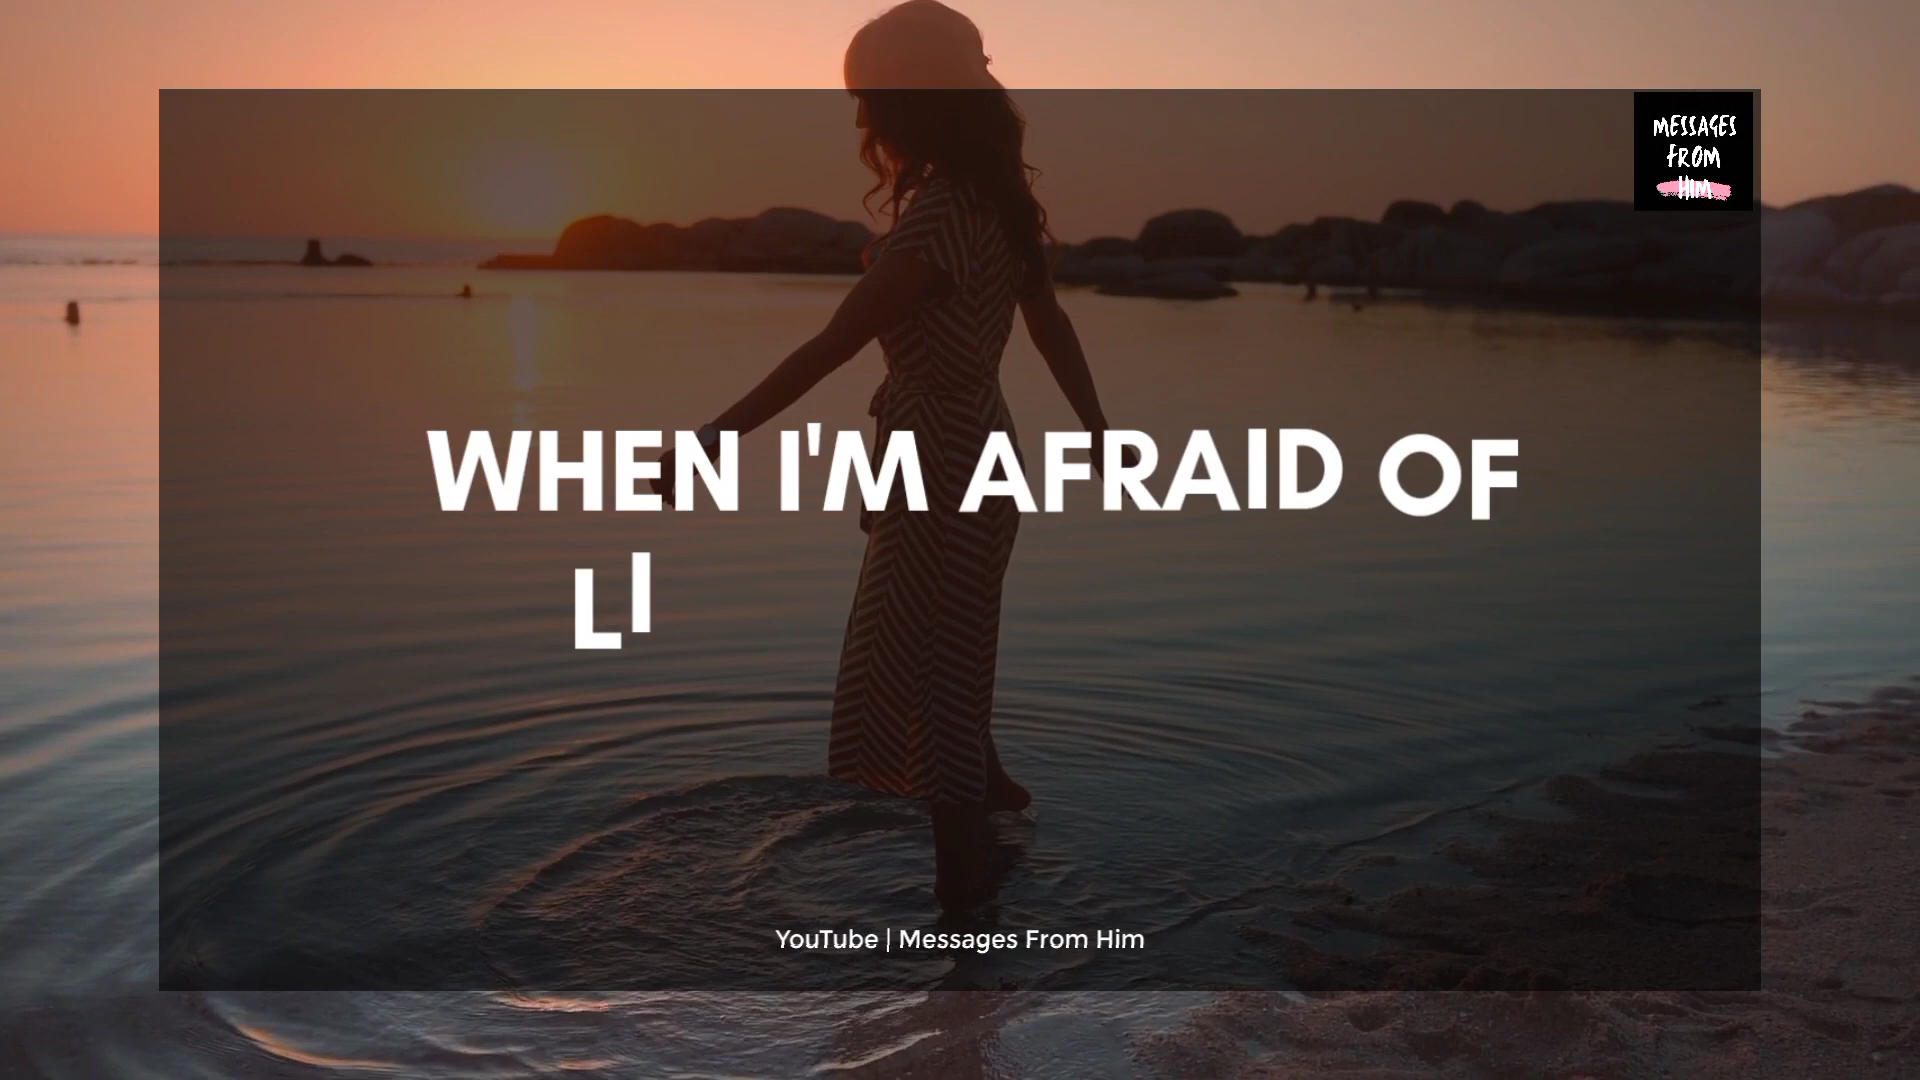 MESSAGES
FROM
HIM
WHEN I'M AFRAID OF
LI
YouTube | Messages From Him